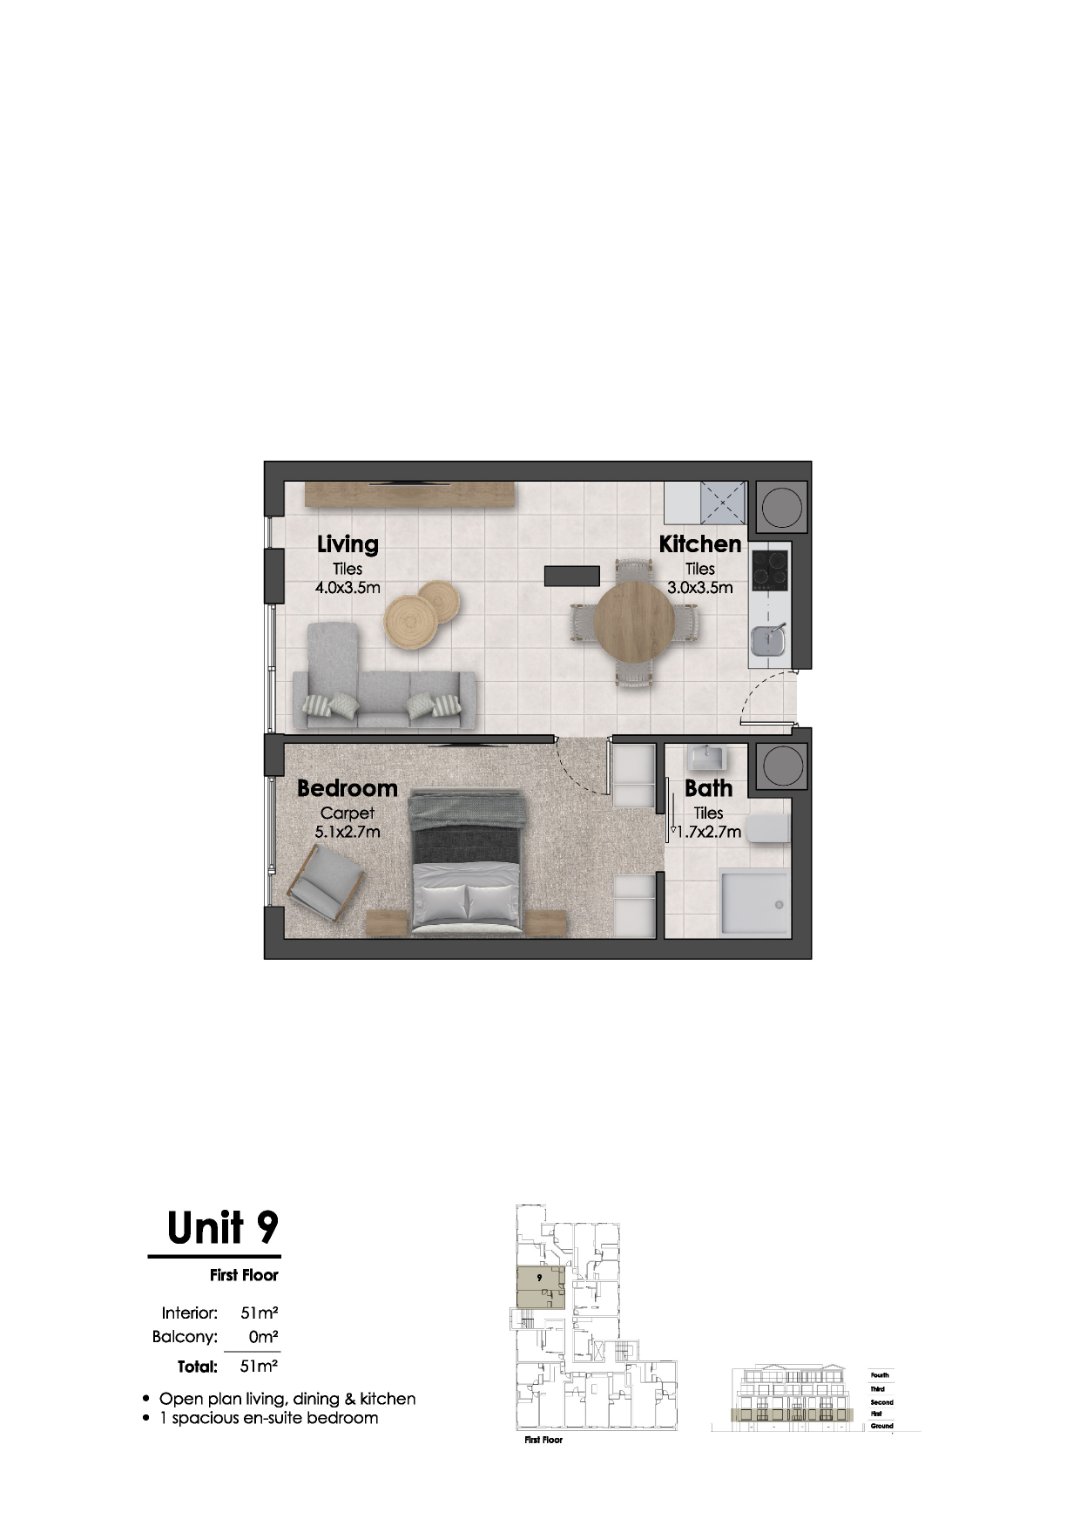 Living
Tiles
4.0x3.5m
Kitchen
Tiles
3.0x3.5m
Bedroom
Carpet
5.1x2.7m
Bath
Tiles
1.7x2.7m
Unit 9
First Floor
Interior: 51m²
Balcony: 0m²
Total: 51m²
• Open plan living, dining & kitchen
• 1 spacious en-suite bedroom
9
First Floor
Fourth
Third
Second
First
Ground